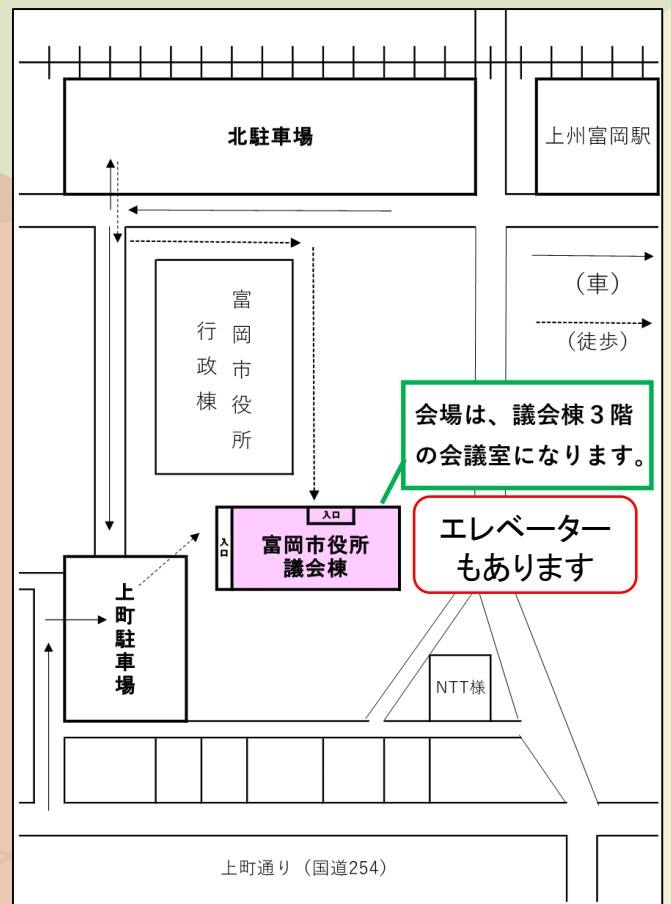 北駐車場
上州富岡駅
(車)
(徒歩)
富岡市役所
行政棟
会場は、議会棟3階
の会議室になります。
入口
入口
富岡市役所
議会棟
エレベーター
もあります
上町駐車場
NTT様
上町通り（国道254）